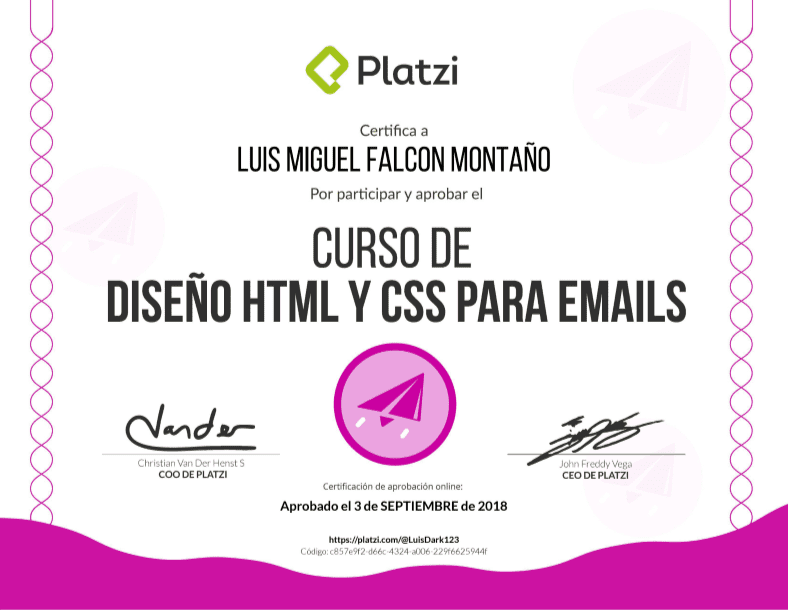 Platzi
Certifica a
LUIS MIGUEL FALCON MONTAÑO
Por participar y aprobar el
CURSO DE
DISEÑO HTML Y CSS PARA EMAILS
Vander
Christian Van Der Henst S
COO DE PLATZI
John Freddy Vega
CEO DE PLATZI
Certificación de aprobación online:
Aprobado el 3 de SEPTIEMBRE de 2018
https://platzi.com/@LuisDark123
Código: c857e9f2-d66c-4324-a006-229f6625944f